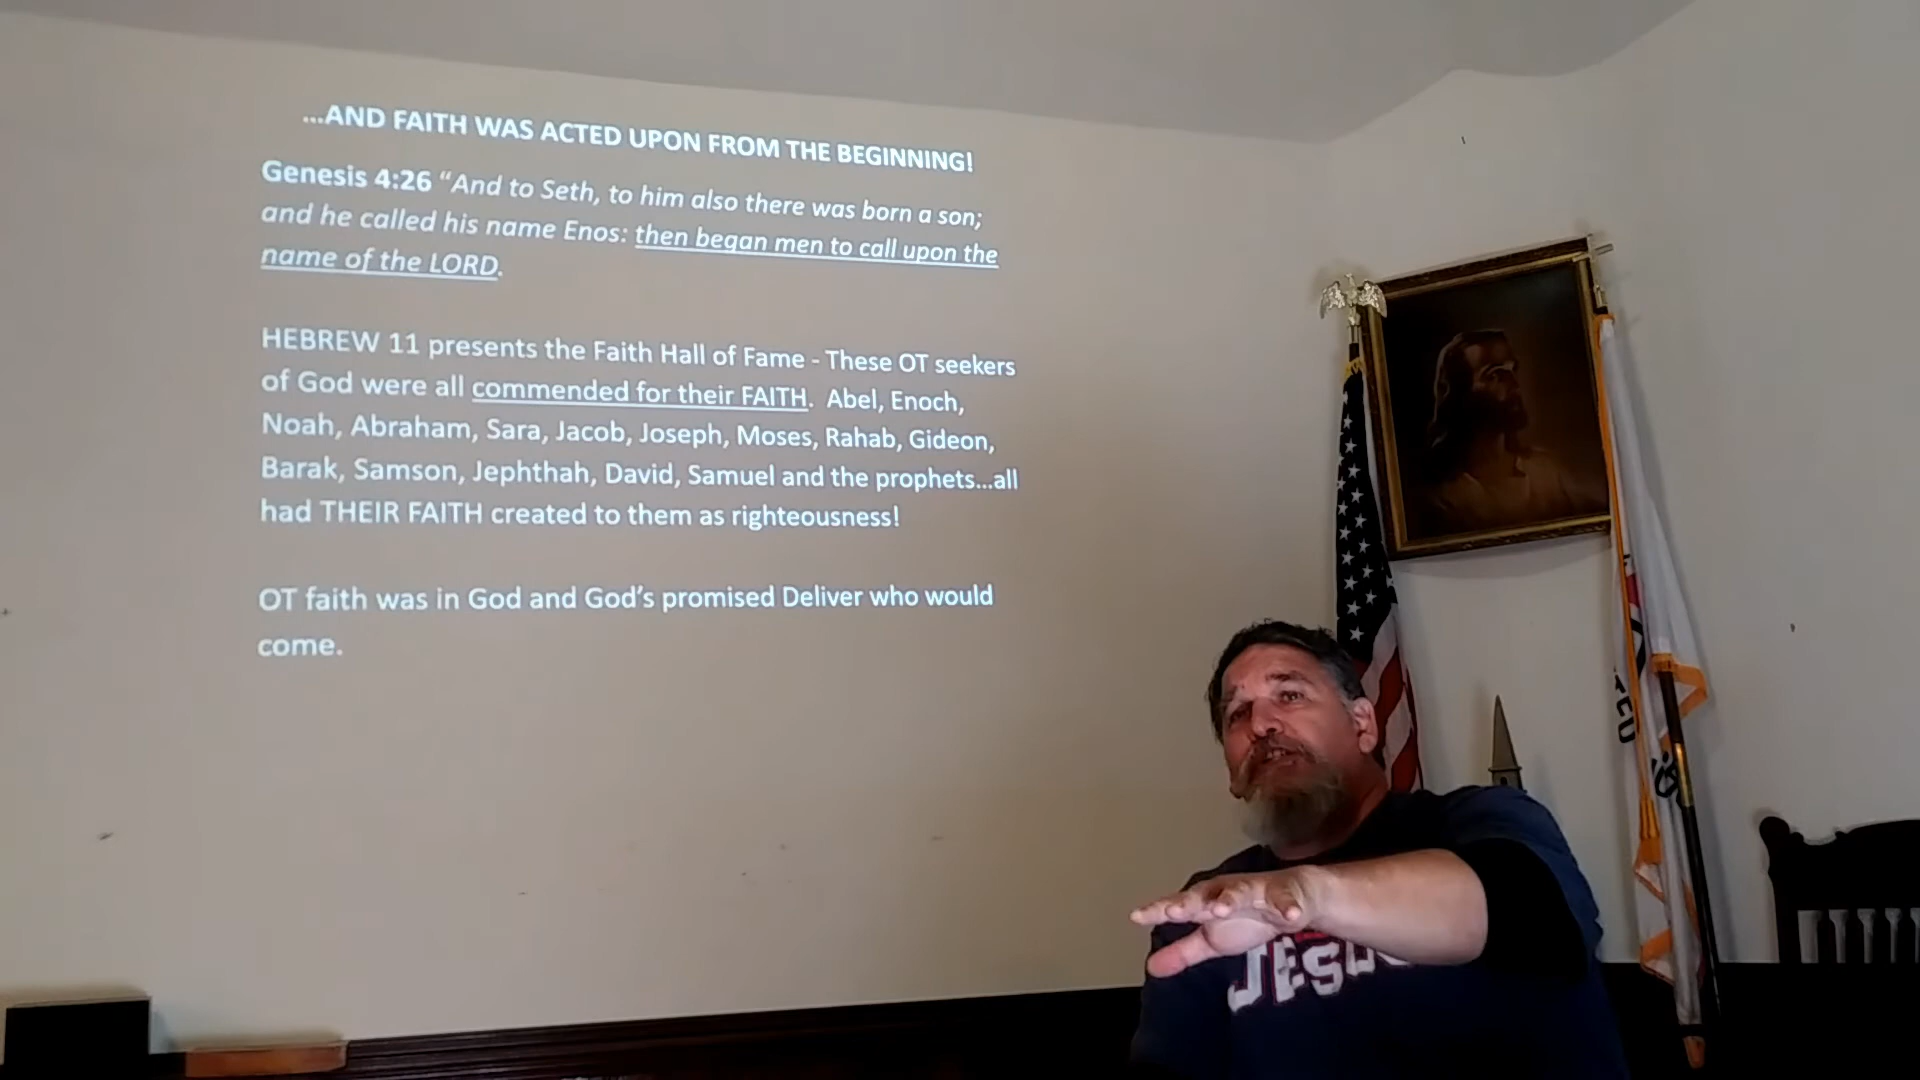 ...AND FAITH WAS ACTED UPON FROM THE BEGINNING!
Genesis 4:26 “And to Seth, to him also there was born a son;
and he called his name Enos: then began men to call upon the
name of the LORD.
HEBREW 11 presents the Faith Hall of Fame - These OT seekers
of God were all commended for their FAITH. Abel, Enoch,
Noah, Abraham, Sara, Jacob, Joseph, Moses, Rahab, Gideon,
Barak, Samson, Jephthah, David, Samuel and the prophets...all
had THEIR FAITH created to them as righteousness!
OT faith was in God and God’s promised Deliver who would
come.